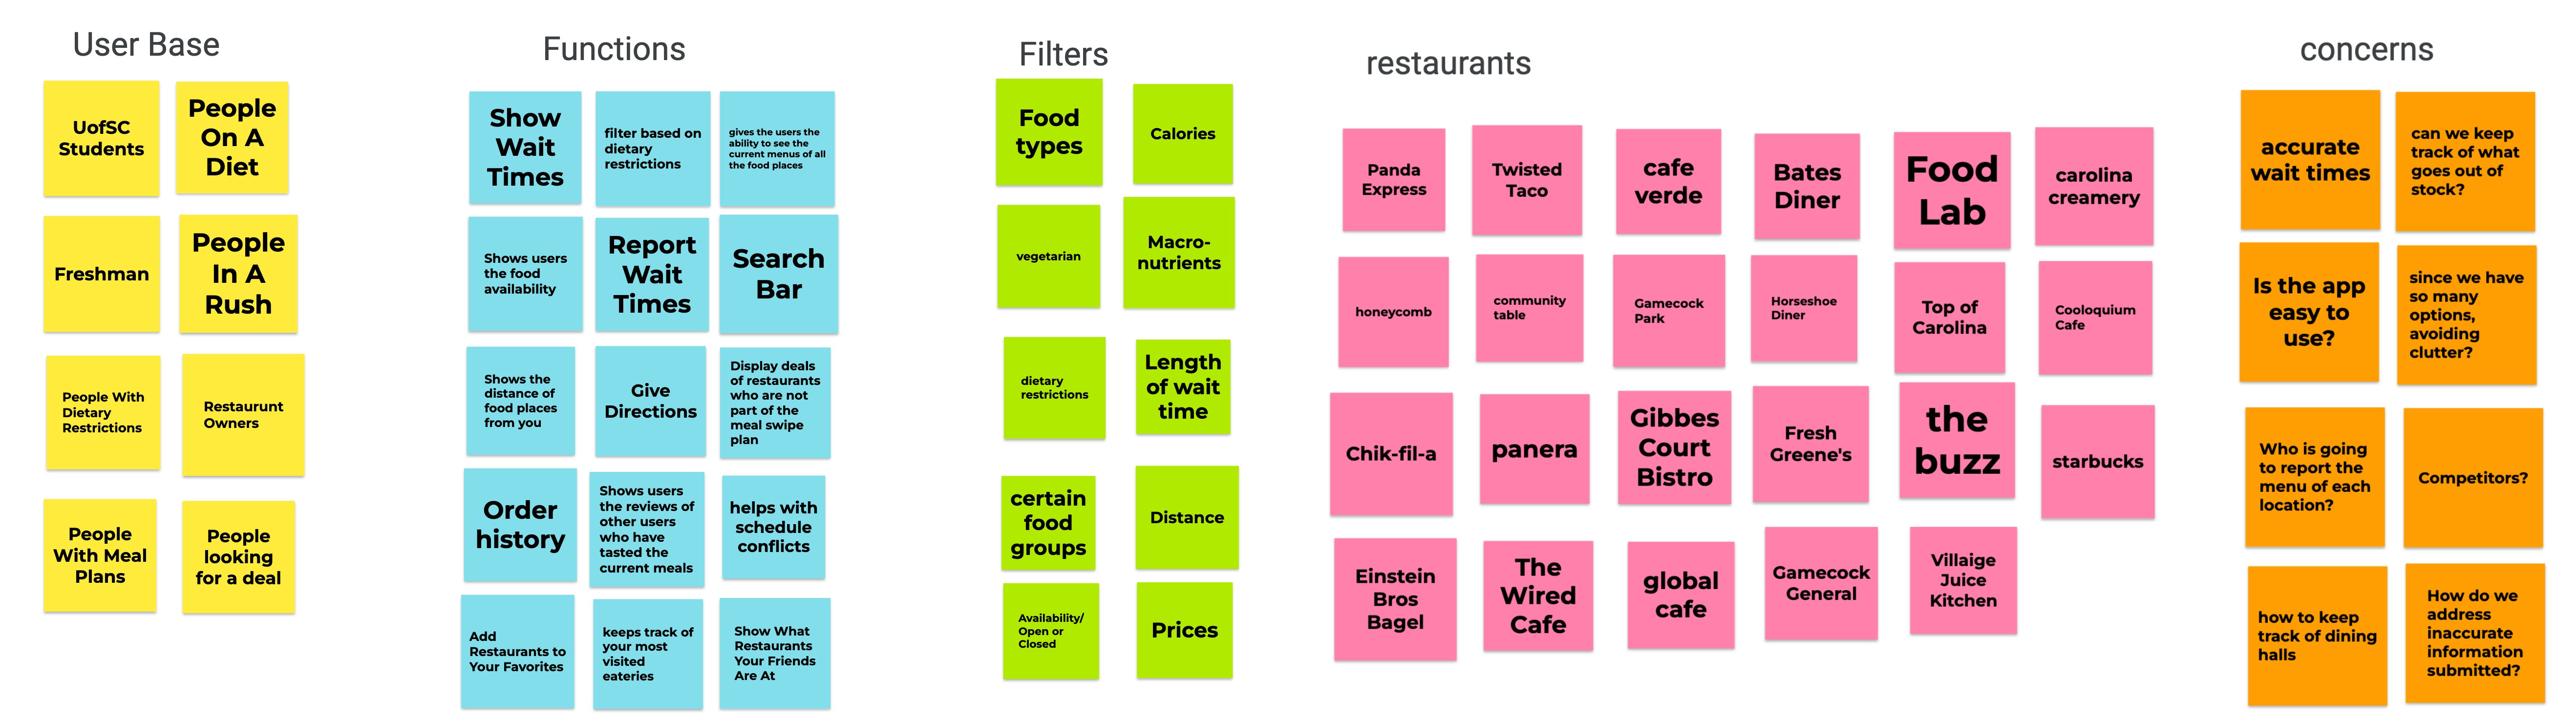 User Base
UofSC
Students
People
On A
Diet
Freshman
People
In A
Rush
People With
Dietary
Restrictions
Restaurunt
Owners
People
With Meal
Plans
People
looking
for a deal
Functions
Show
Wait
Times
filter based on
dietary
restrictions
gives the users the
ability to see the
current menus of all
the food places
Shows users
the food
availability
Report
Wait
Times
Search
Bar
Shows the
distance of
food places
from you
Give
Directions
Display deals
of restaurants
who are not
part of the
meal swipe
plan
Order
history
Shows users
the reviews of
other users
who have
tasted the
current meals
helps with
schedule
conflicts
Add
Restaurants to
Your Favorites
keeps track of
your most
visited
eateries
Show What
Restaurants
Your Friends
Are At
Filters
Food
types
Calories
vegetarian
Macro-
nutrients
dietary
restrictions
Length
of wait
time
certain
food
groups
Distance
Availability/
Open or
Closed
Prices
restaurants
Panda
Express
Twisted
Taco
cafe
verde
Bates
Diner
Food
Lab
carolina
creamery
honeycomb
community
table
Gamecock
Park
Horseshoe
Diner
Top of
Carolina
Cooloquium
Cafe
Chik-fil-a
panera
Gibbes
Court
Bistro
Fresh
Greene's
the
buzz
starbucks
Einstein
Bros
Bagel
The
Wired
Cafe
global
cafe
Gamecock
General
Villaige
Juice
Kitchen
concerns
accurate
wait times
can we keep
track of what
goes out of
stock?
Is the app
easy to
use?
since we have
so many
options,
avoiding
clutter?
Who is going
to report the
menu of each
location?
Competitors?
how to keep
track of dining
halls
How do we
address
inaccurate
information
submitted?